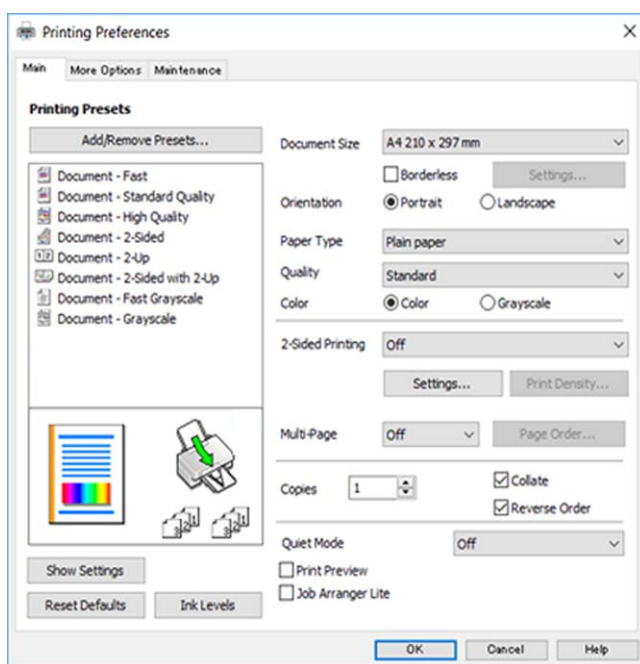 Printing Preferences
Main More Options Maintenance
Printing Presets
Add/Remove Presets...
Document - Fast
Document - Standard Quality
Document - High Quality
Document - 2-Sided
Document - 2-Up
Document - 2-Sided with 2-Up
Document - Fast Grayscale
Document - Grayscale
Show Settings
Reset Defaults Ink Levels
Document Size A4 210 x 297 mm
Borderless Settings...
Orientation Portrait Landscape
Paper Type Plain paper
Quality Standard
Color Color Grayscale
2-Sided Printing Off
Settings... Print Density...
Multi-Page Off Page Order...
Copies 1 Collate
Reverse Order
Quiet Mode Off
Print Preview
Job Arranger Lite
OK Cancel Help